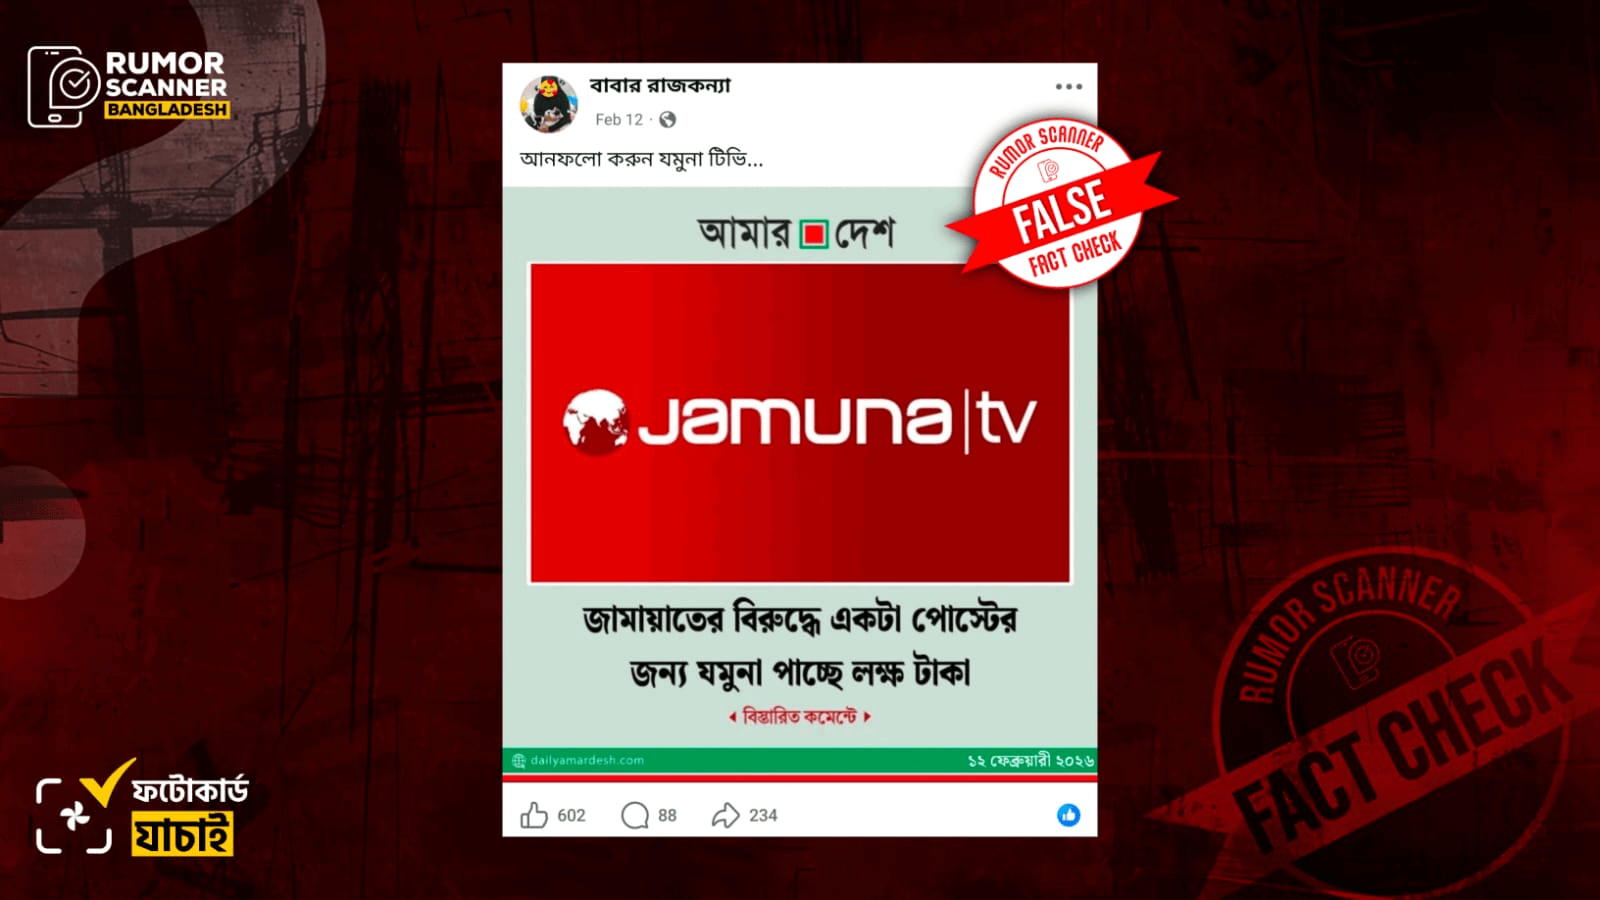 RUMOR
SCANNER
BANGLADESH
বাবার রাজকন্যা
Feb 12 ·
আনফলো করুন যমুনা টিভি...
RUMOR SCANNER
FALSE
FACT CHECK
আমার দেশ
Jamuna|tv
জামায়াতের বিরুদ্ধে একটা পোস্টের
জন্য যমুনা পাচ্ছে লক্ষ টাকা
বিস্তারিত কমেন্টে
dailyamardesh.com
১২ ফেব্রুয়ারী ২০২৬
602
88
234
ফটোকার্ড
যাচাই
RUMOR SCANNER
FACT CHECK